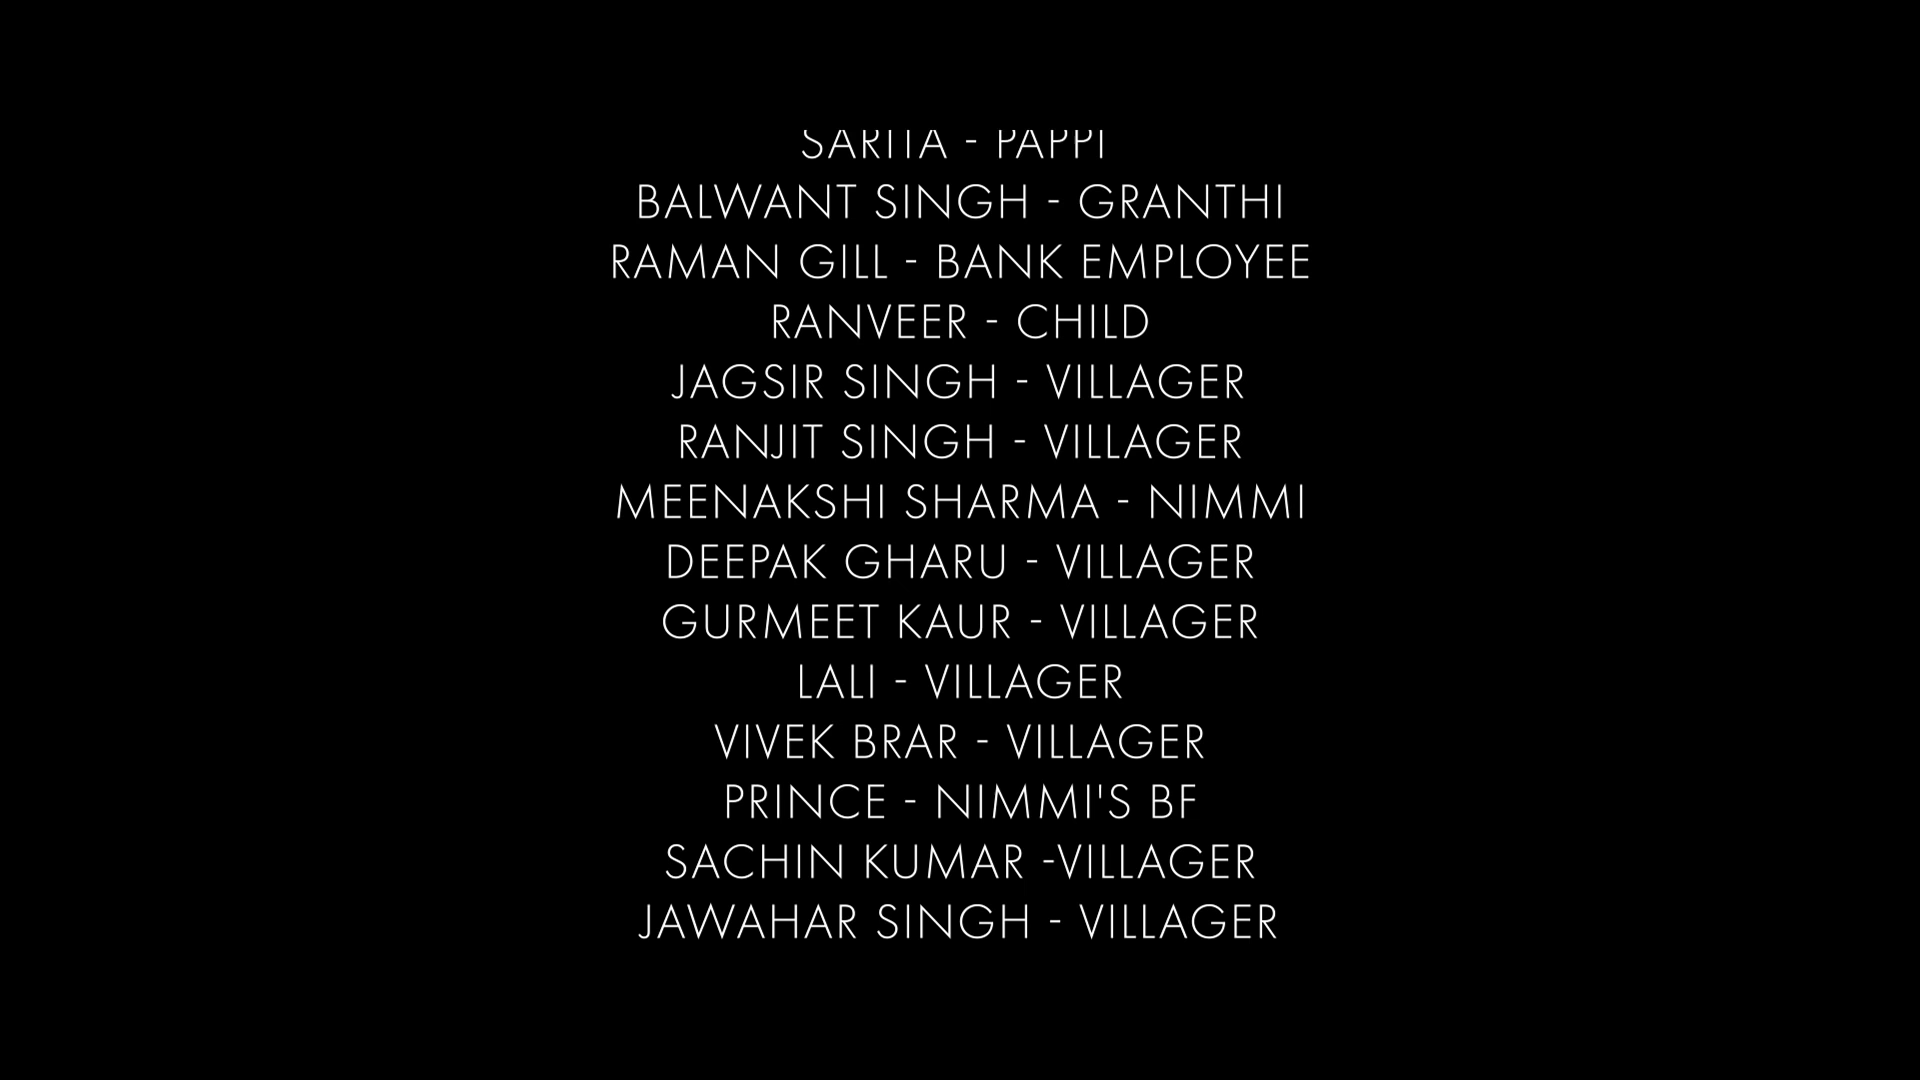 SARITA - PAPPI
BALWANT SINGH - GRANTHI
RAMAN GILL - BANK EMPLOYEE
RANVEER - CHILD
JAGSIR SINGH - VILLAGER
RANJIT SINGH - VILLAGER
MEENAKSHI SHARMA - NIMMI
DEEPAK GHARU - VILLAGER
GURMEET KAUR - VILLAGER
LALI - VILLAGER
VIVEK BRAR - VILLAGER
PRINCE - NIMMI'S BF
SACHIN KUMAR -VILLAGER
JAWAHAR SINGH - VILLAGER